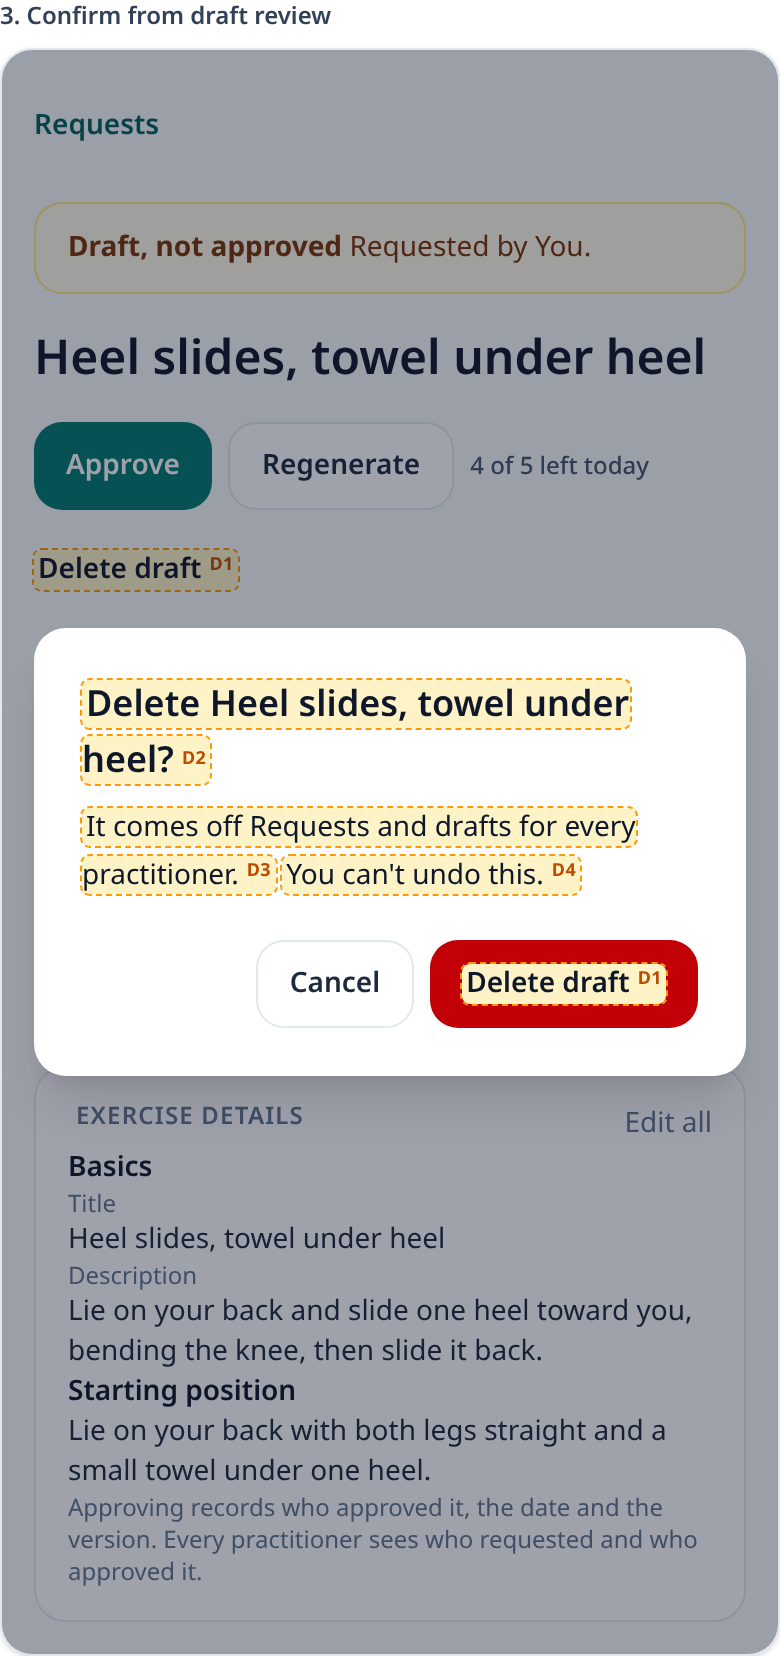 3. Confirm from draft review
Requests
Draft, not approved Requested by You.
Heel slides, towel under heel
Approve
Regenerate
4 of 5 left today
Delete draft D1
Delete Heel slides, towel under
heel? D2
It comes off Requests and drafts for every
practitioner. D3 You can't undo this. D4
Cancel
Delete draft D1
EXERCISE DETAILS
Edit all
Basics
Title
Heel slides, towel under heel
Description
Lie on your back and slide one heel toward you,
bending the knee, then slide it back.
Starting position
Lie on your back with both legs straight and a
small towel under one heel.
Approving records who approved it, the date and the
version. Every practitioner sees who requested and who
approved it.